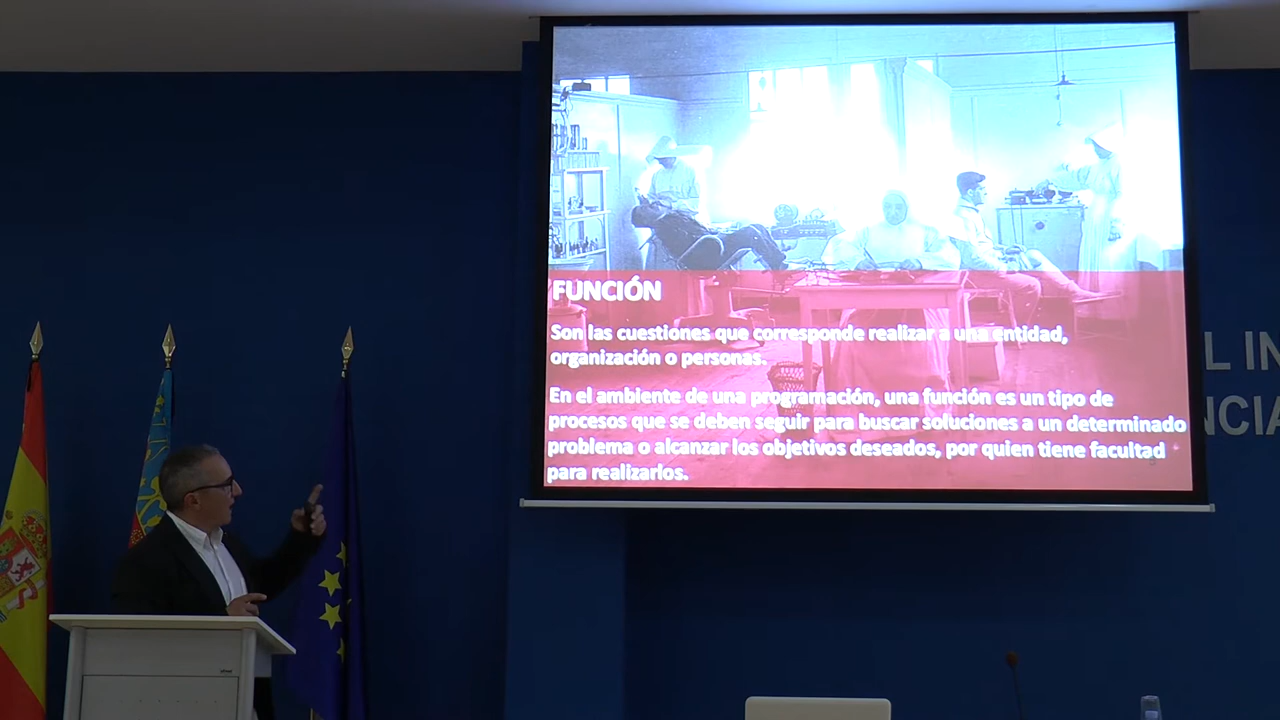 FUNCIÓN
Son las cuestiones que corresponde realizar a una entidad,
organización o personas.
En el ambiente de una programación, una función es un tipo de
procesos que se deben seguir para buscar soluciones a un determinado
problema o alcanzar los objetivos deseados, por quien tiene facultad
para realizarlos.
L IN
NCIA